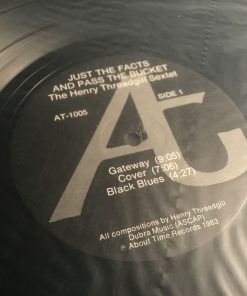 JUST THE FACTS
AND PASS THE BUCKET
The Henry Threadgill Sextet
AT-1005
SIDE 1
At
Gateway (9:05)
Cover (7:06)
Black Blues (4:27)
All compositions by Henry Threadgill
Dubra Music (ASCAP)
℗ About Time Records 1983